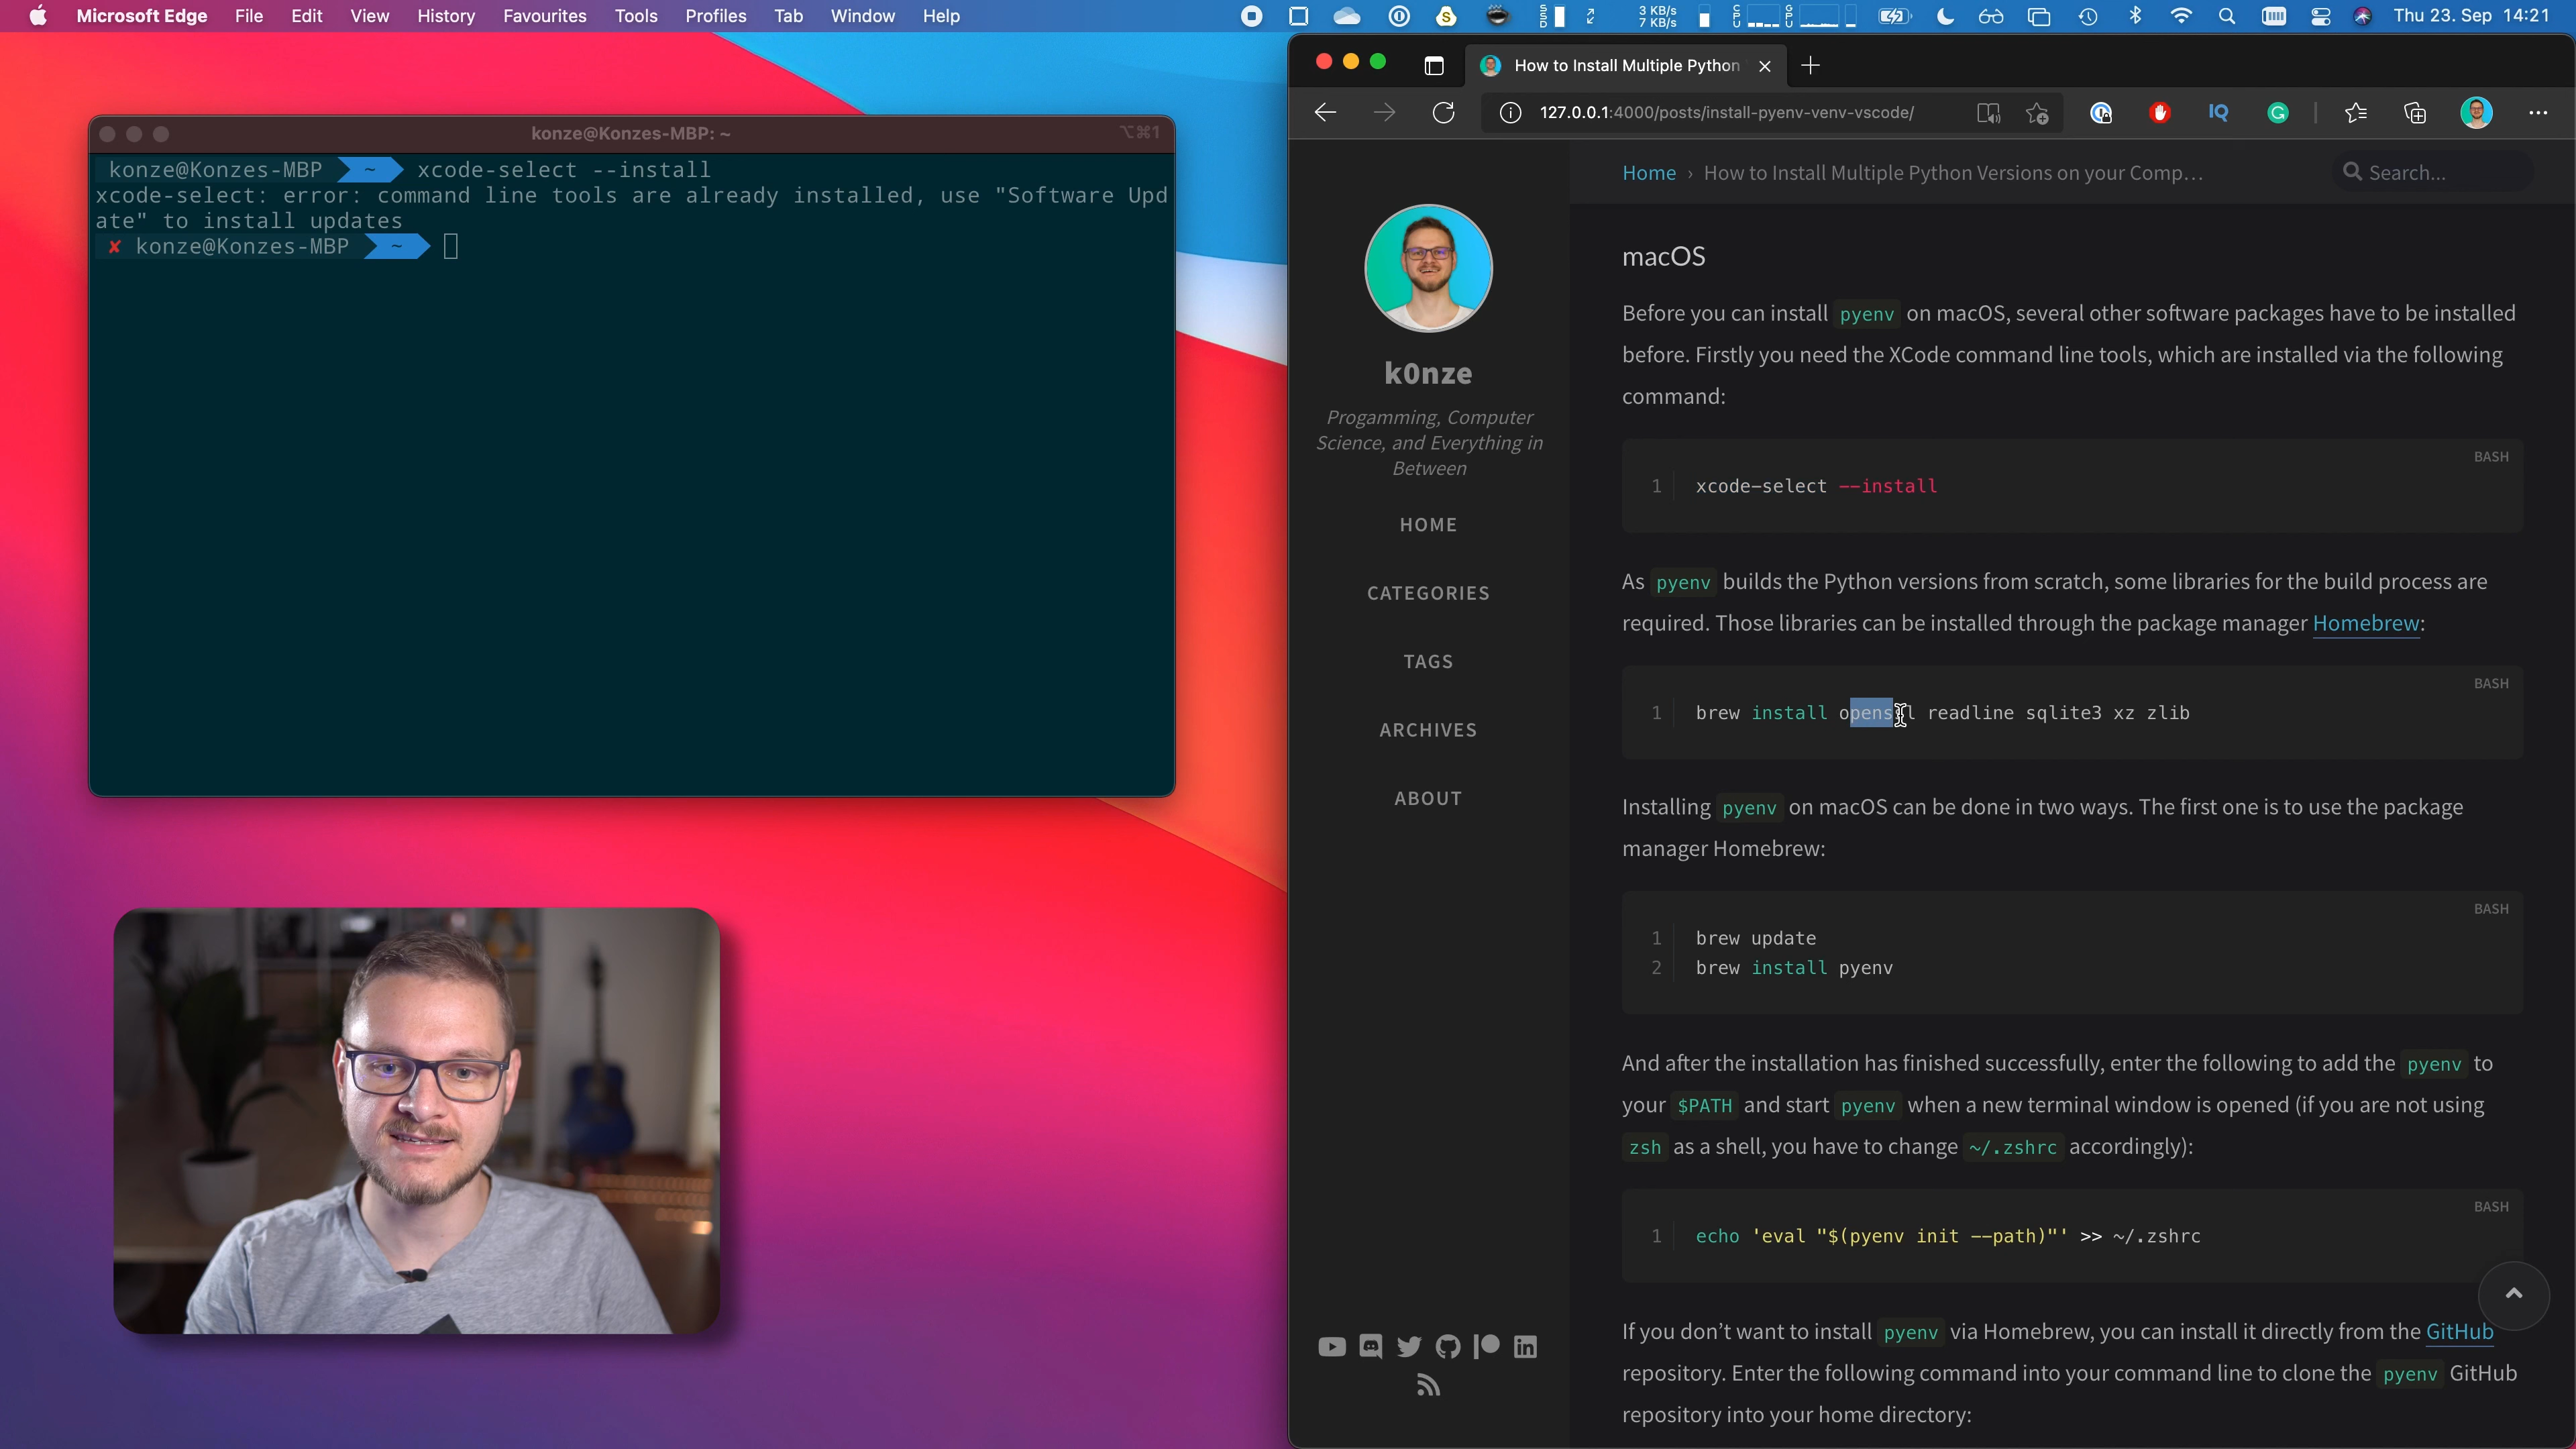 Microsoft Edge File Edit View History Favourites Tools Profiles Tab Window Help
SSD 3 KB/s 7 KB/s CPU GPU Thu 23. Sep 14:21
konze@Konzes-MBP: ~ ⌥⌘1
konze@Konzes-MBP ~ xcode-select --install
xcode-select: error: command line tools are already installed, use "Software Upd
ate" to install updates
✘ konze@Konzes-MBP ~
How to Install Multiple Python
127.0.0.1:4000/posts/install-pyenv-venv-vscode/
IQ
Home › How to Install Multiple Python Versions on your Comp…
Search...
k0nze
Progamming, Computer
Science, and Everything in
Between
HOME
CATEGORIES
TAGS
ARCHIVES
ABOUT
macOS
Before you can install pyenv on macOS, several other software packages have to be installed
before. Firstly you need the XCode command line tools, which are installed via the following
command:
BASH
1 xcode-select --install
As pyenv builds the Python versions from scratch, some libraries for the build process are
required. Those libraries can be installed through the package manager Homebrew:
BASH
1 brew install openssl readline sqlite3 xz zlib
Installing pyenv on macOS can be done in two ways. The first one is to use the package
manager Homebrew:
BASH
1 brew update
2 brew install pyenv
And after the installation has finished successfully, enter the following to add the pyenv to
your $PATH and start pyenv when a new terminal window is opened (if you are not using
zsh as a shell, you have to change ~/.zshrc accordingly):
BASH
1 echo 'eval "$(pyenv init --path)"' >> ~/.zshrc
If you don't want to install pyenv via Homebrew, you can install it directly from the GitHub
repository. Enter the following command into your command line to clone the pyenv GitHub
repository into your home directory: